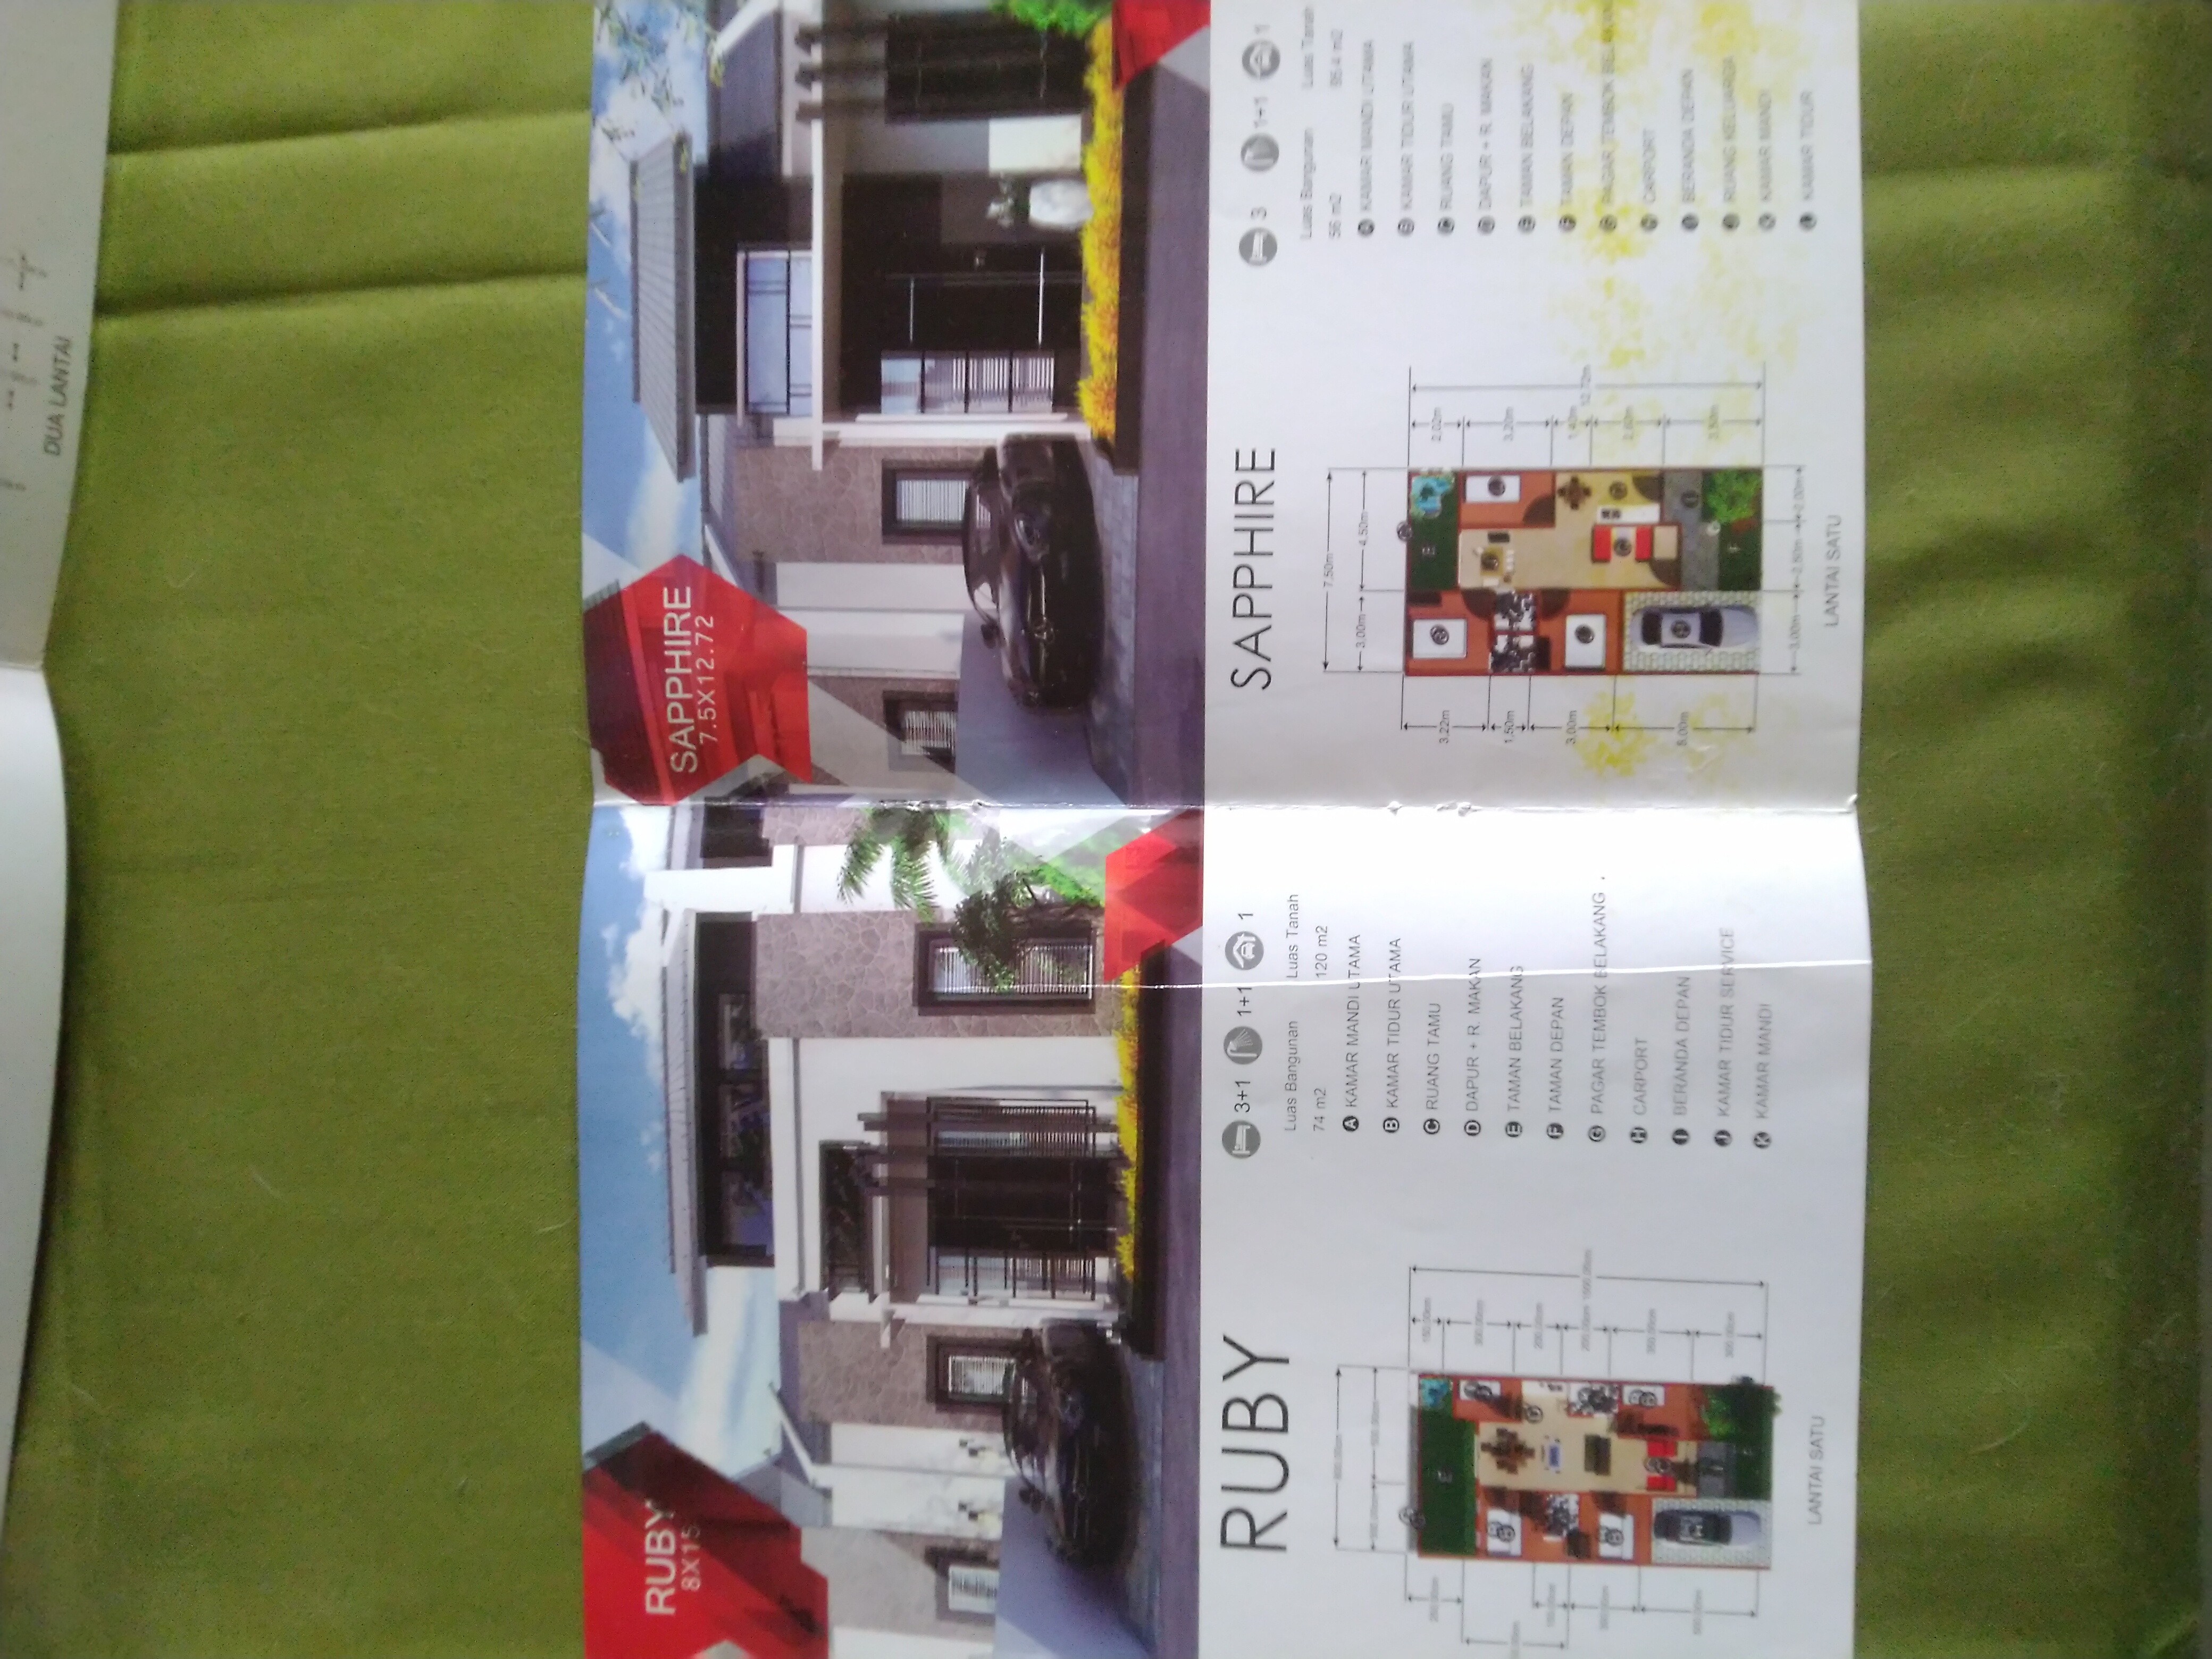 RUBY
8X15
RUBY
3+1 1+1 1
Luas Bangunan Luas Tanah
74 m2 120 m2
A KAMAR MANDI UTAMA
B KAMAR TIDUR UTAMA
C RUANG TAMU
D DAPUR + R. MAKAN
E TAMAN BELAKANG
F TAMAN DEPAN
G PAGAR TEMBOK BELAKANG
H CARPORT
I BERANDA DEPAN
J KAMAR TIDUR SERVICE
K KAMAR MANDI
E
LANTAI SATU
SAPPHIRE
7.5X12.72
SAPPHIRE
7.50m
3.00m 4.50m
3.22m
1.50m
3.00m
5.00m
2.00m
3.20m
1.40m
12.72m
E
3.00m 2.50m 2.00m
LANTAI SATU
3 1+1 1
Luas Bangunan Luas Tanah
56 m2 95.4 m2
KAMAR MANDI UTAMA
KAMAR TIDUR UTAMA
RUANG TAMU
DAPUR + R. MAKAN
TAMAN BELAKANG
TAMAN DEPAN
PAGAR TEMBOK BELAKANG
CARPORT
BERANDA DEPAN
RUANG KELUARGA
KAMAR MANDI
KAMAR TIDUR
DUA LANTAI